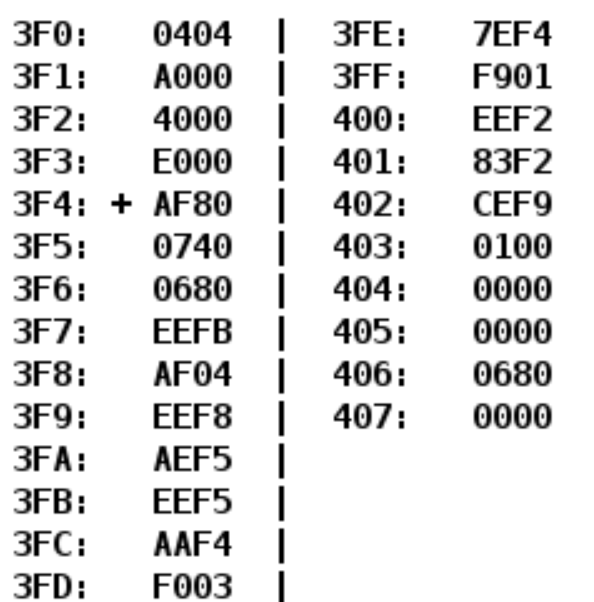 3F0: 0404 | 3FE: 7EF4
3F1: A000 | 3FF: F901
3F2: 4000 | 400: EEF2
3F3: E000 | 401: 83F2
3F4: + AF80 | 402: CEF9
3F5: 0740 | 403: 0100
3F6: 0680 | 404: 0000
3F7: EEFB | 405: 0000
3F8: AF04 | 406: 0680
3F9: EEF8 | 407: 0000
3FA: AEF5 |
3FB: EEF5 |
3FC: AAF4 |
3FD: F003 |